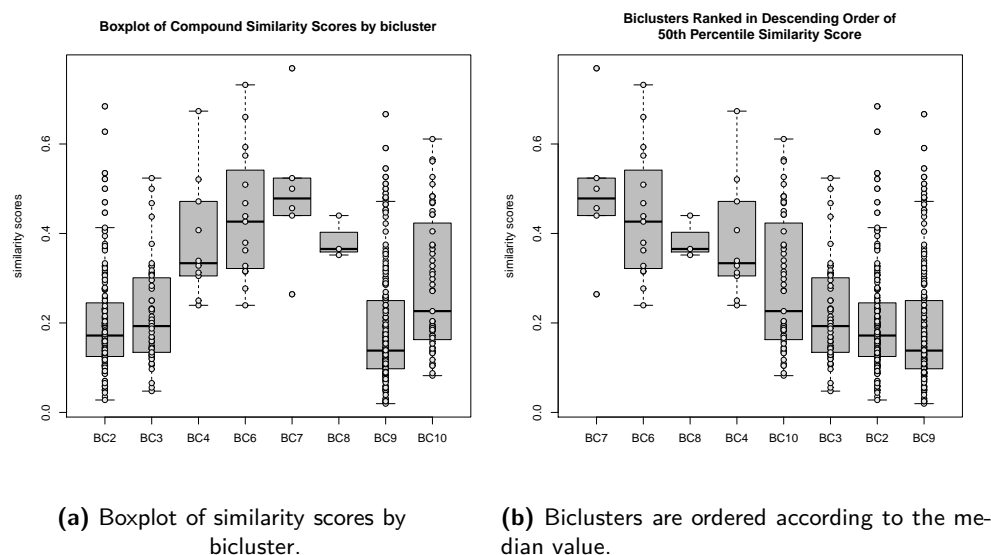 Boxplot of Compound Similarity Scores by bicluster
similarity scores
0.0
0.2
0.4
0.6
BC2 BC3 BC4 BC6 BC7 BC8 BC9 BC10
Biclusters Ranked in Descending Order of
50th Percentile Similarity Score
similarity scores
0.0
0.2
0.4
0.6
BC7 BC6 BC8 BC4 BC10 BC3 BC2 BC9
(a) Boxplot of similarity scores by
bicluster.
(b) Biclusters are ordered according to the me-
dian value.